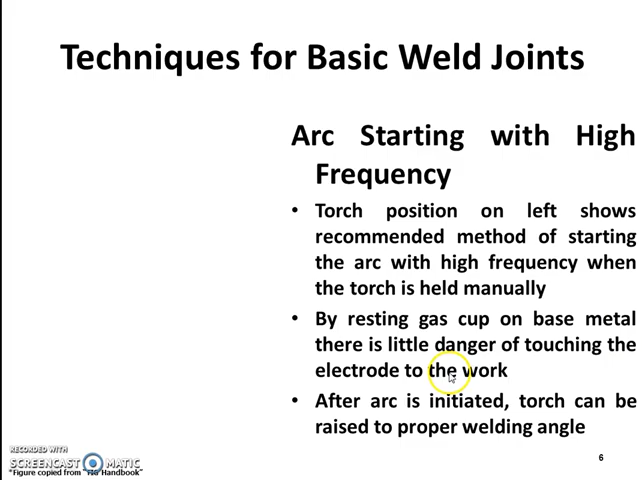 Techniques for Basic Weld Joints
Arc Starting with High
Frequency
• Torch position on left shows
recommended method of starting
the arc with high frequency when
the torch is held manually
• By resting gas cup on base metal
there is little danger of touching the
electrode to the work
• After arc is initiated, torch can be
raised to proper welding angle
RECORDED WITH
SCREENCAST MATIC
"Figure copied from "TIG Handbook"
6